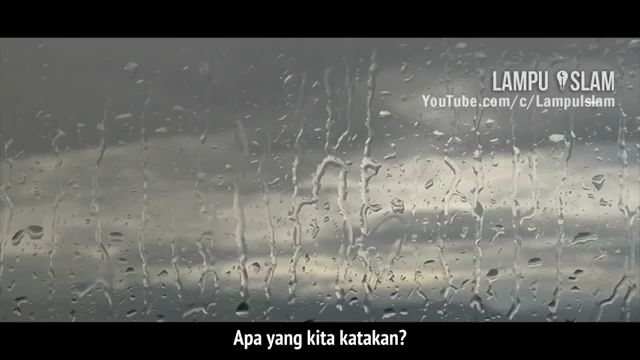 LAMPU ISLAM
YouTube.com/c/LampuIslam
Apa yang kita katakan?